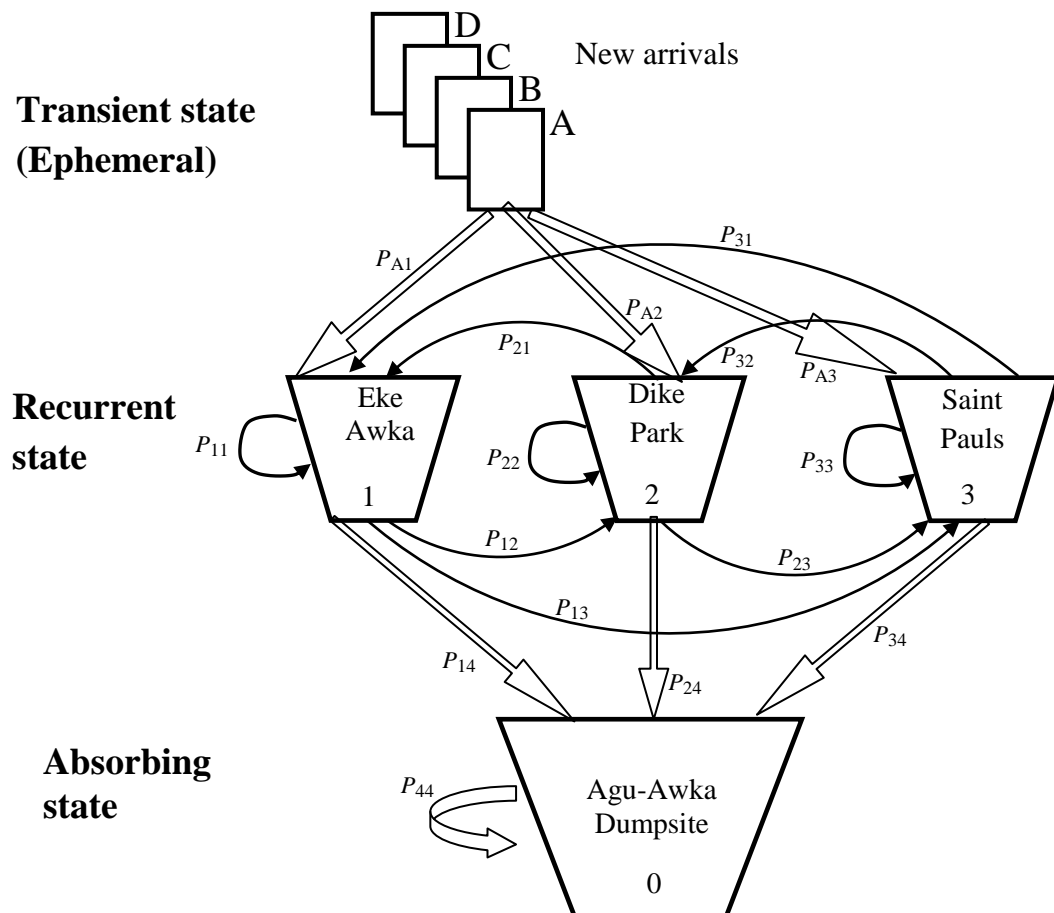 D
C
New arrivals
B
A
Transient state
(Ephemeral)
P31
PA1
PA2
P21
P32
PA3
Recurrent
state
Eke
Awka
Dike
Park
Saint
Pauls
P11
P22
P33
1
2
3
P12
P23
P13
P14
P34
P24
Absorbing
state
P44
Agu-Awka
Dumpsite
0